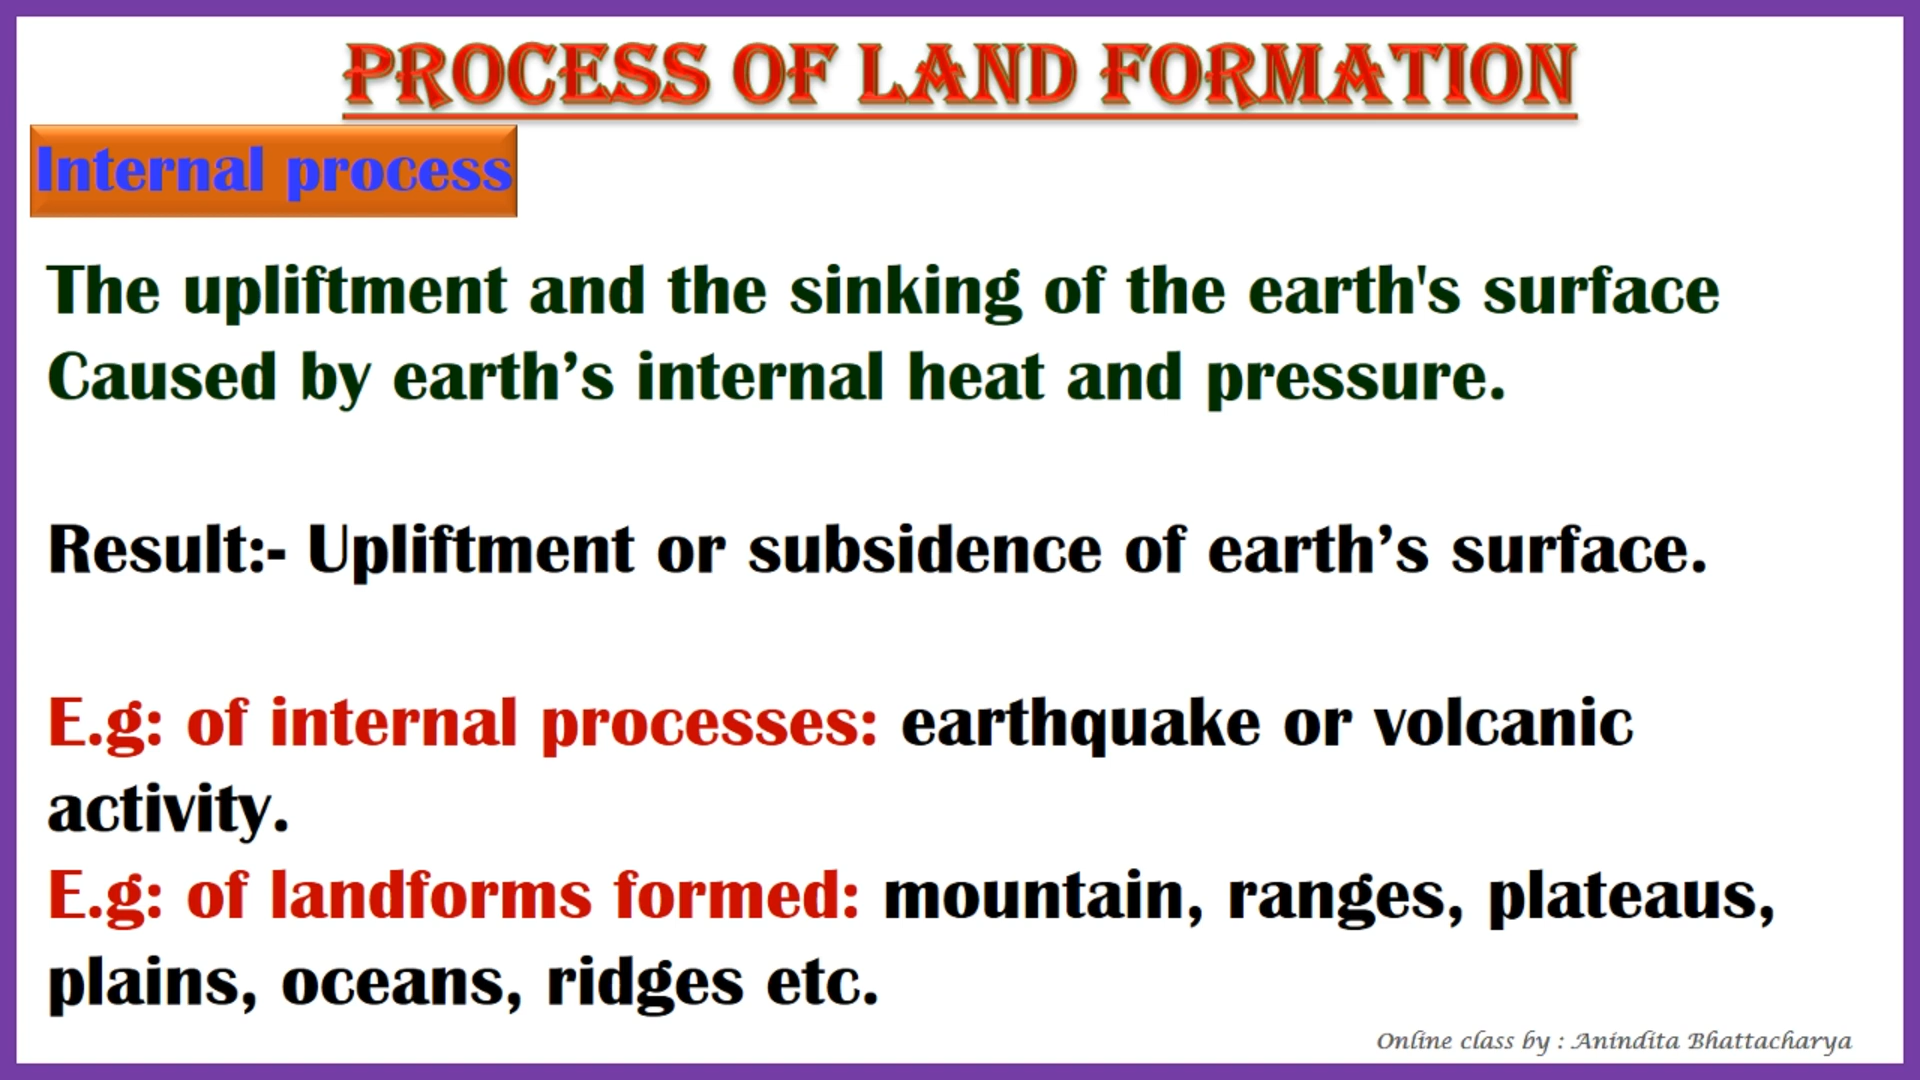 PROCESS OF LAND FORMATION
Internal process
The upliftment and the sinking of the earth's surface
Caused by earth’s internal heat and pressure.
Result:- Upliftment or subsidence of earth’s surface.
E.g: of internal processes: earthquake or volcanic
activity.
E.g: of landforms formed: mountain, ranges, plateaus,
plains, oceans, ridges etc.
Online class by : Anindita Bhattacharya